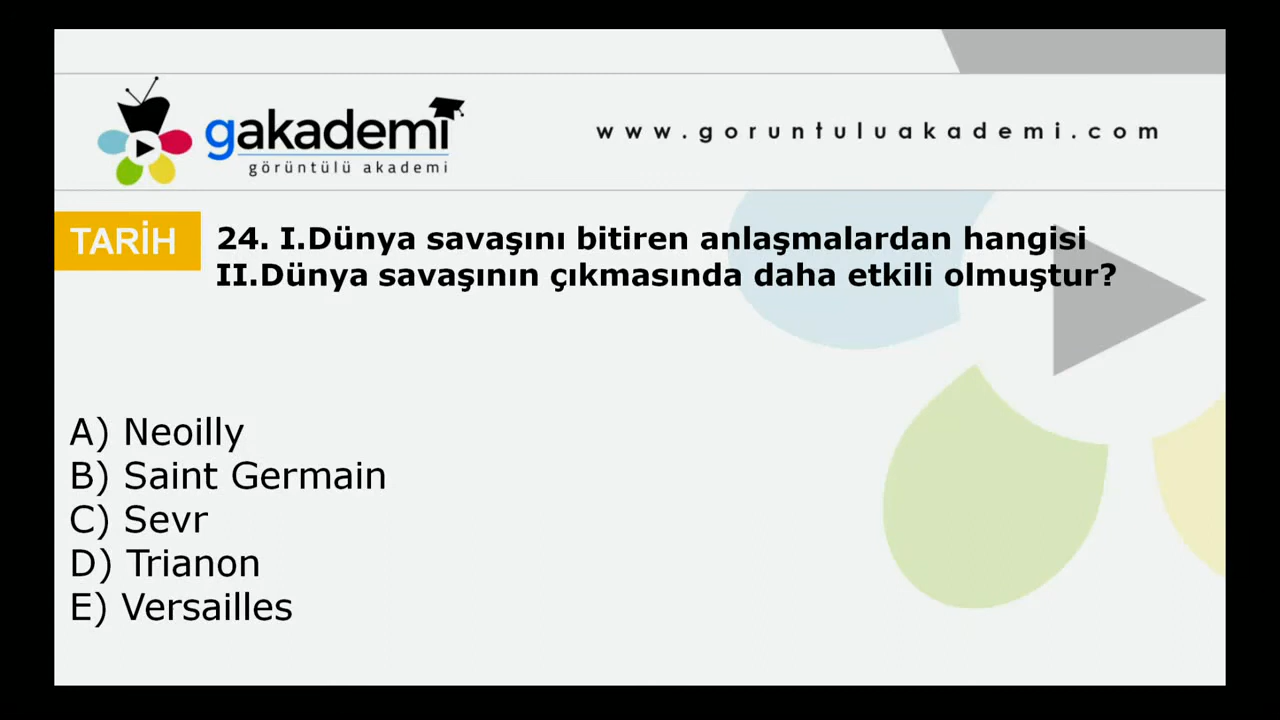 gakademi
görüntülü akademi
www.goruntuluakademi.com
TARİH
24. I.Dünya savaşını bitiren anlaşmalardan hangisi
II.Dünya savaşının çıkmasında daha etkili olmuştur?
A) Neoilly
B) Saint Germain
C) Sevr
D) Trianon
E) Versailles